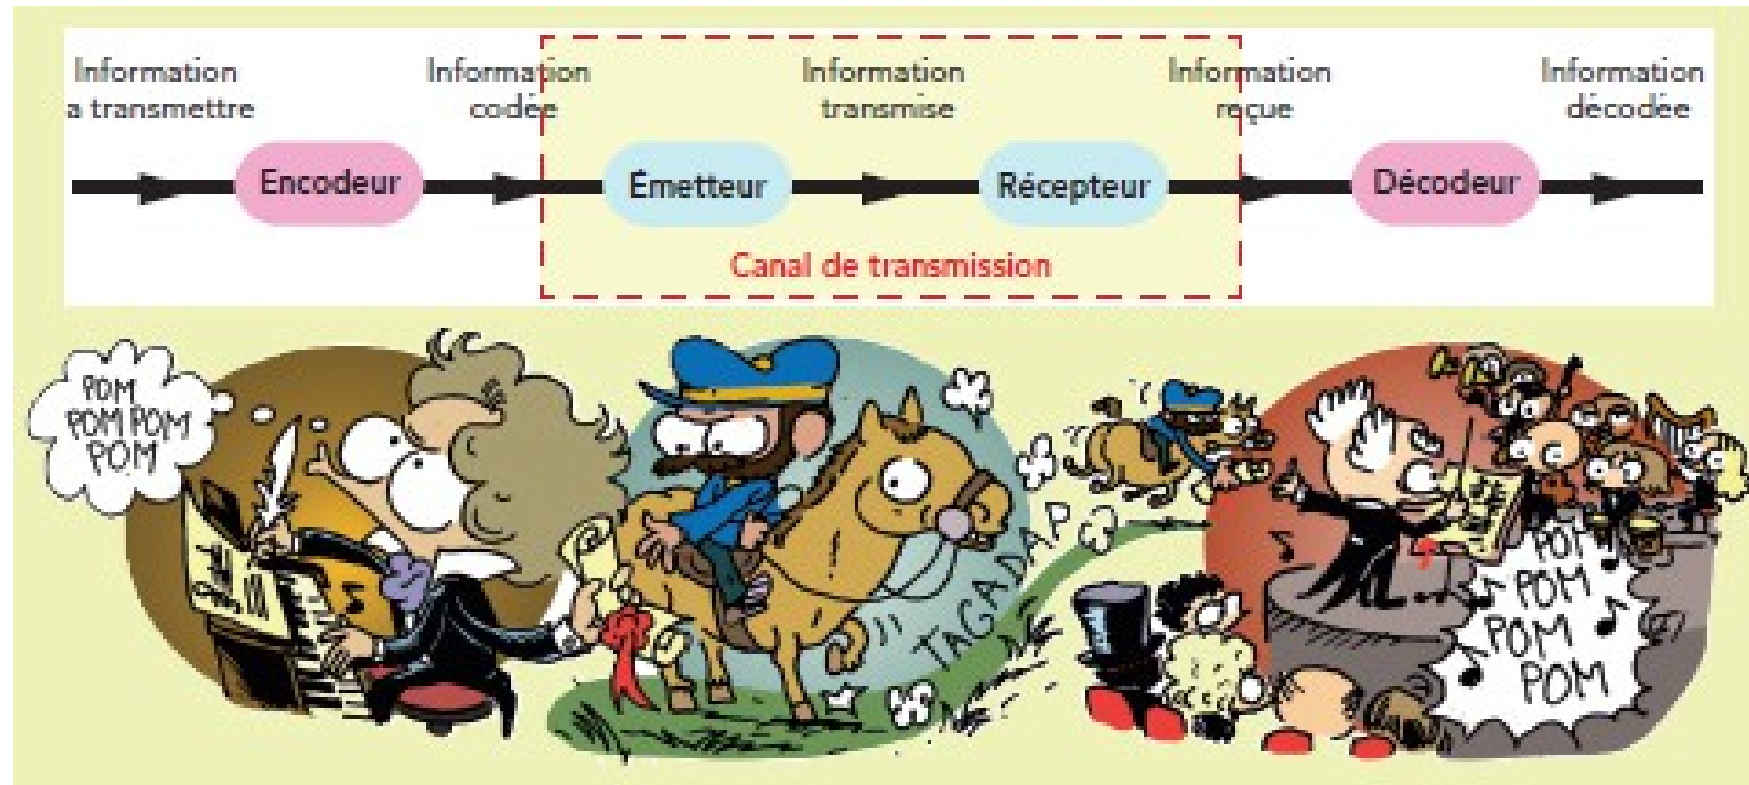 Information
a transmettre
Information
codée
Information
transmise
Information
reçue
Information
décodée
Encodeur
Émetteur
Récepteur
Décodeur
Canal de transmission
POM
POM POM
POM
TAGADAP
POM
POM
POM
POM